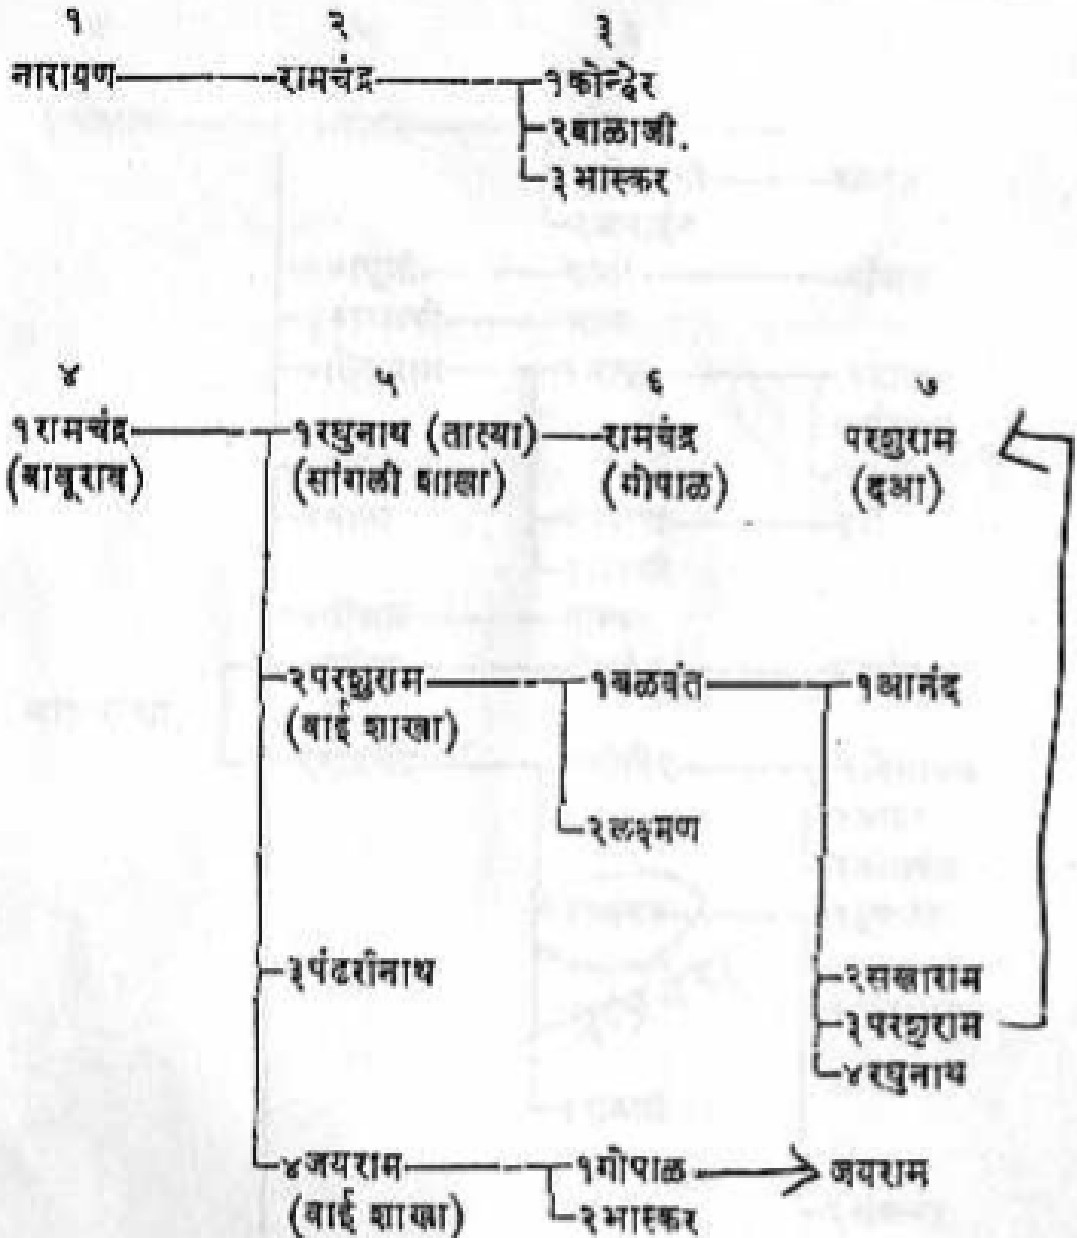 १ २ ३
नारायण रामचंद्र १कोन्हेर
२बाळाजी.
३भास्कर
४ ५ ६ ७
१रामचंद्र १रघुनाथ (तात्या) रामचंद्र परशुराम
(बाबूराव) (सांगली शाखा) (गोपाळ) (दआ)
२परशुराम १बळवंत १आनंद
(वाई शाखा)
२लक्ष्मण
३पंढरीनाथ २सखाराम
३परशुराम
४रघुनाथ
४जयराम १गोपाळ जयराम
(वाई शाखा) २भास्कर